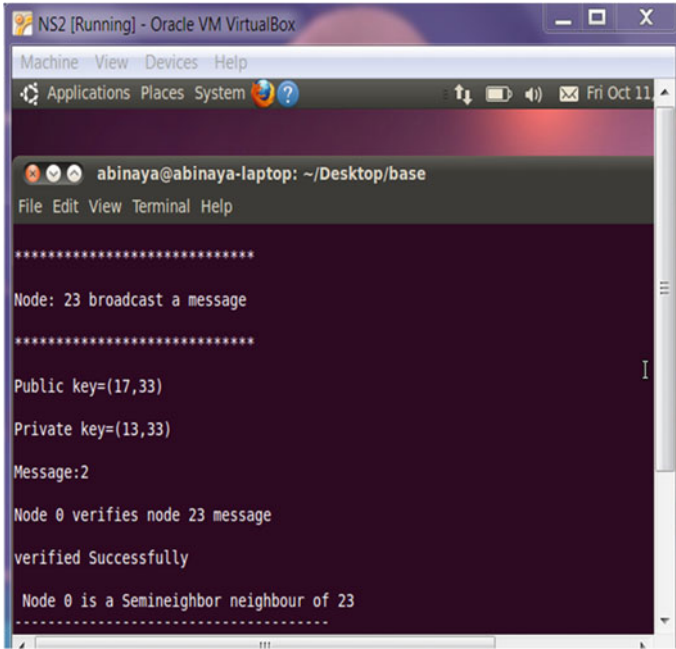 NS2 [Running] - Oracle VM VirtualBox
Machine View Devices Help
Applications Places System ? Fri Oct 11,
abinaya@abinaya-laptop: ~/Desktop/base
File Edit View Terminal Help
*****************************
Node: 23 broadcast a message
*****************************
Public key=(17,33)
Private key=(13,33)
Message:2
Node 0 verifies node 23 message
verified Successfully
Node 0 is a Semineighbor neighbour of 23
--------------------------------------